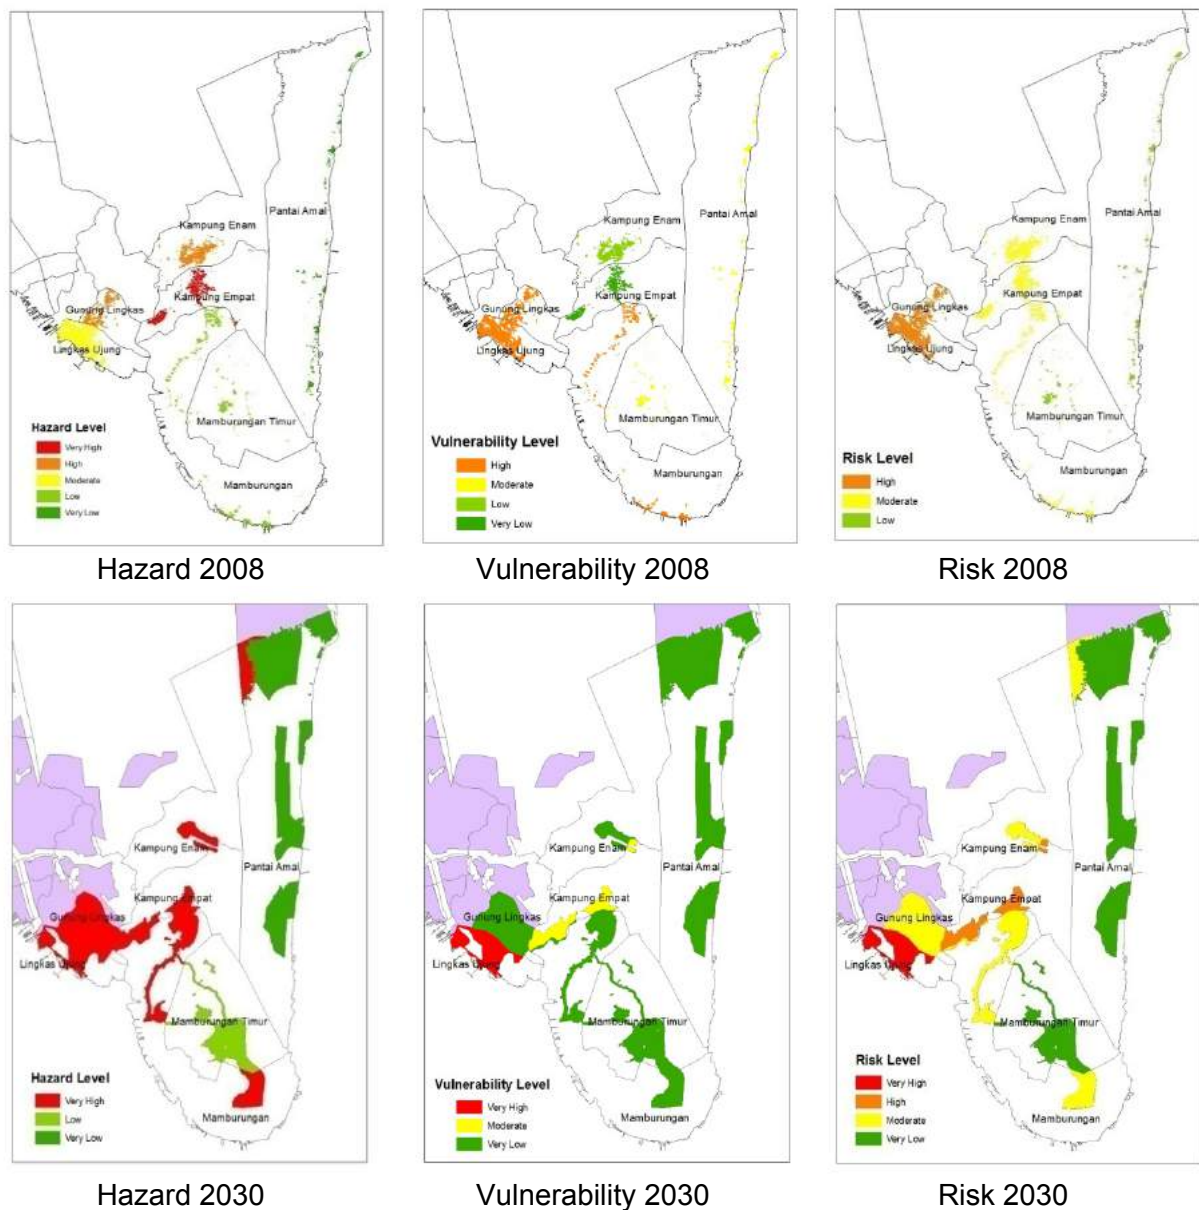 Pantai Amal
Kampung Enam
Kampung Empat
Gunung Lingkas
Lingkas Ujung
Mamburungan Timur
Mamburungan
Hazard Level
Very High
High
Moderate
Low
Very Low
Hazard 2008
Pantai Amal
Kampung Enam
Kampung Empat
Gunung Lingkas
Lingkas Ujung
Mamburungan Timur
Mamburungan
Vulnerability Level
High
Moderate
Low
Very Low
Vulnerability 2008
Pantai Amal
Kampung Enam
Kampung Empat
Gunung Lingkas
Lingkas Ujung
Mamburungan Timur
Mamburungan
Risk Level
High
Moderate
Low
Risk 2008
Kampung Enam
Pantai Amal
Kampung Empat
Gunung Lingkas
Lingkas Ujung
Mamburungan Timur
Mamburungan
Hazard Level
Very High
Low
Very Low
Hazard 2030
Kampung Enam
Pantai Amal
Kampung Empat
Gunung Lingkas
Lingkas Ujung
Mamburungan Timur
Mamburungan
Vulnerability Level
Very High
Moderate
Very Low
Vulnerability 2030
Kampung Enam
Pantai Amal
Kampung Empat
Gunung Lingkas
Lingkas Ujung
Mamburungan Timur
Mamburungan
Risk Level
Very High
High
Moderate
Very Low
Risk 2030